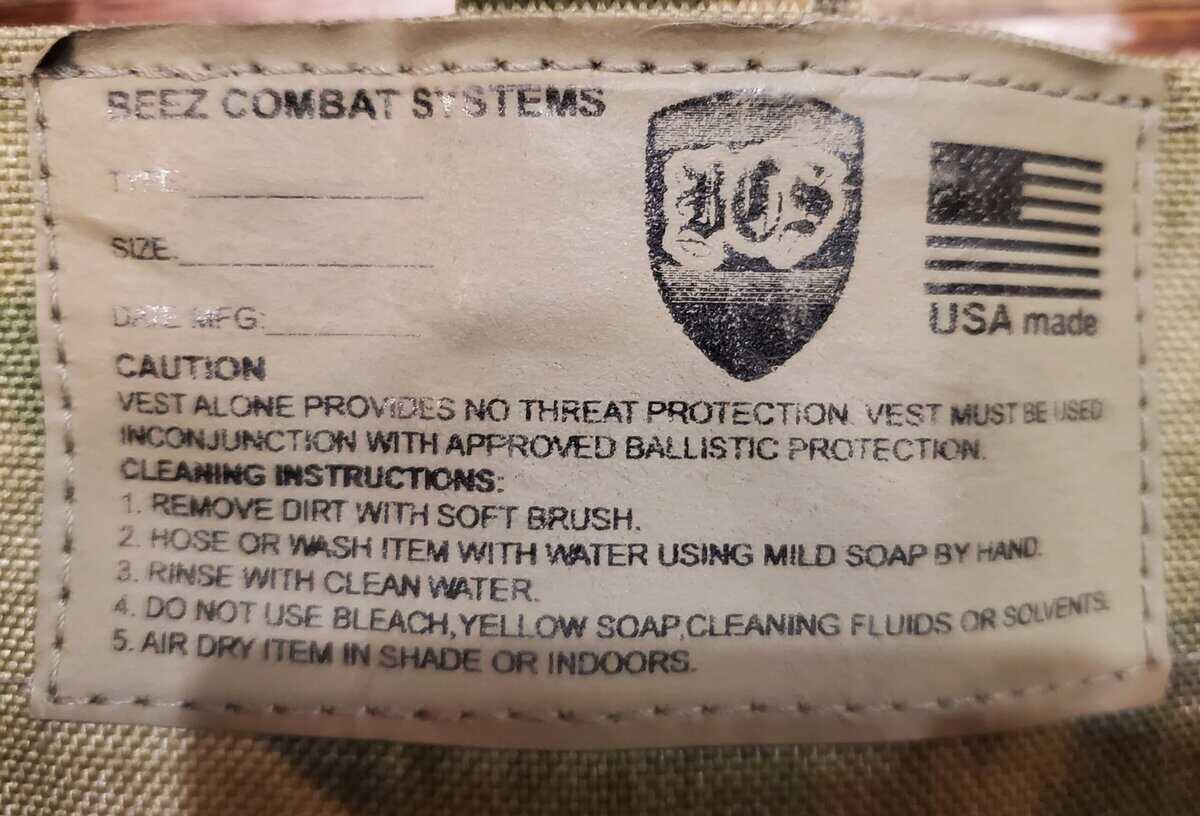 BEEZ COMBAT SYSTEMS
BCS
TYPE:
SIZE:
DATE MFG:
USA made
CAUTION
VEST ALONE PROVIDES NO THREAT PROTECTION. VEST MUST BE USED
INCONJUNCTION WITH APPROVED BALLISTIC PROTECTION.
CLEANING INSTRUCTIONS:
1. REMOVE DIRT WITH SOFT BRUSH.
2. HOSE OR WASH ITEM WITH WATER USING MILD SOAP BY HAND.
3. RINSE WITH CLEAN WATER.
4. DO NOT USE BLEACH,YELLOW SOAP,CLEANING FLUIDS OR SOLVENTS.
5. AIR DRY ITEM IN SHADE OR INDOORS.